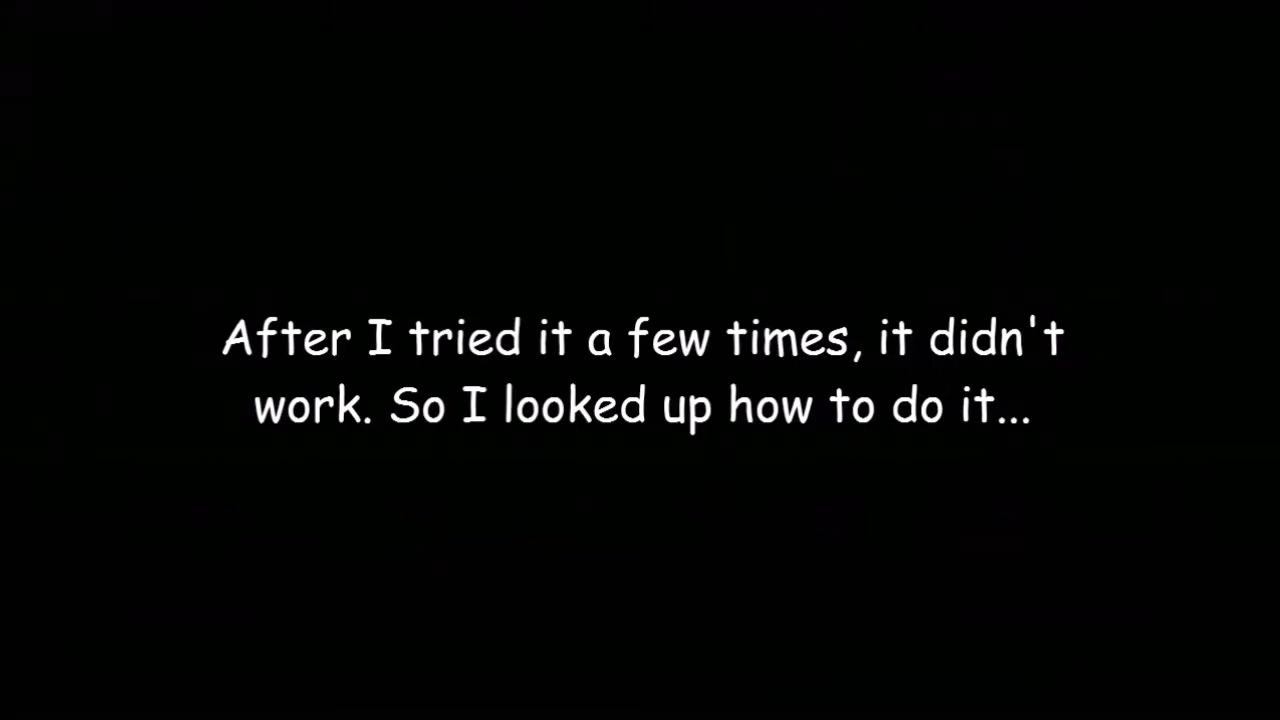 After I tried it a few times, it didn't
work. So I looked up how to do it...